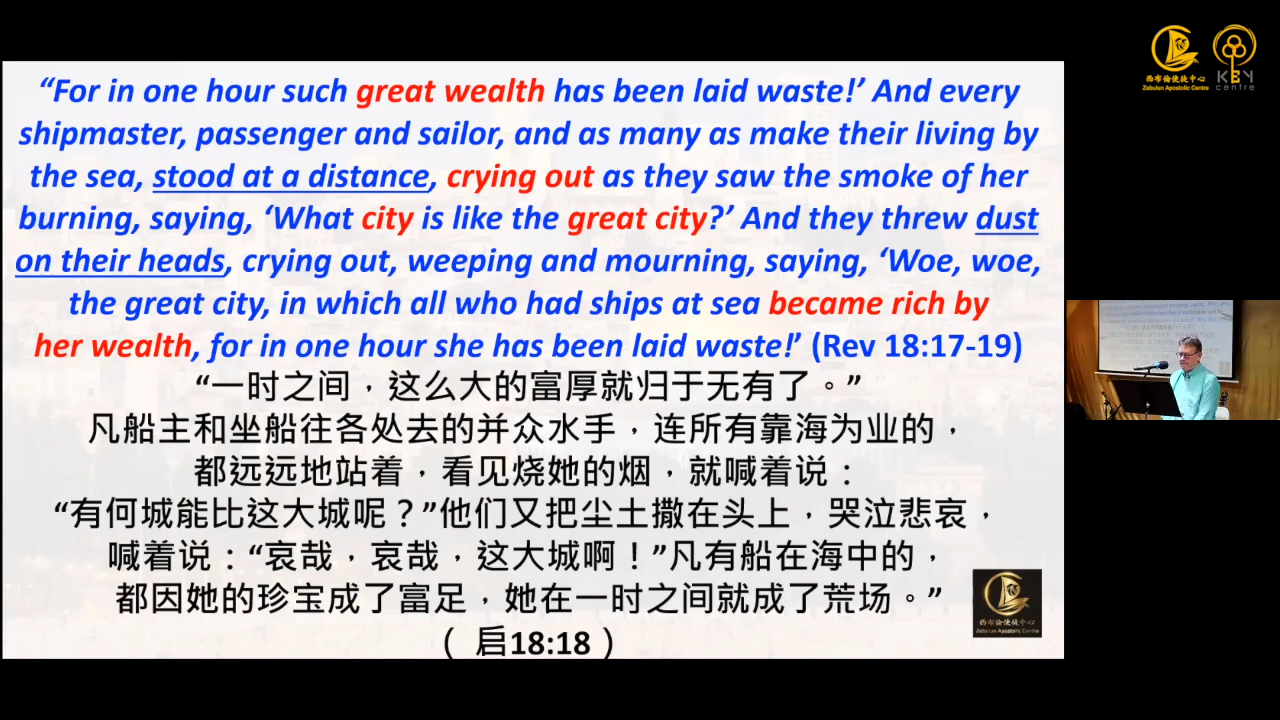 “For in one hour such great wealth has been laid waste!’ And every
shipmaster, passenger and sailor, and as many as make their living by
the sea, stood at a distance, crying out as they saw the smoke of her
burning, saying, ‘What city is like the great city?’ And they threw dust
on their heads, crying out, weeping and mourning, saying, ‘Woe, woe,
the great city, in which all who had ships at sea became rich by
her wealth, for in one hour she has been laid waste!’ (Rev 18:17-19)
“一时之间，这么大的富厚就归于无有了。”
凡船主和坐船往各处去的并众水手，连所有靠海为业的，
都远远地站着，看见烧她的烟，就喊着说：
“有何城能比这大城呢？”他们又把尘土撒在头上，哭泣悲哀，
喊着说：“哀哉，哀哉，这大城啊！”凡有船在海中的，
都因她的珍宝成了富足，她在一时之间就成了荒场。”
（启18:18）
西布倫使徒中心
Zebulun Apostolic Centre
西布倫使徒中心
Zebulun Apostolic Centre
KEY
centre